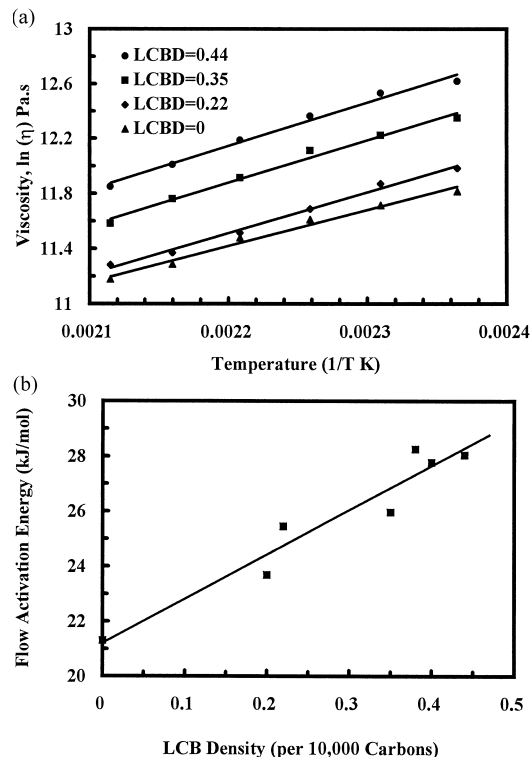 (a)
13
12.6
12.2
11.8
11.4
11
Viscosity, ln (η) Pa.s
LCBD=0.44
LCBD=0.35
LCBD=0.22
LCBD=0
0.0021
0.0022
0.0023
0.0024
Temperature (1/T K)
(b)
30
28
26
24
22
20
Flow Activation Energy (kJ/mol)
0
0.1
0.2
0.3
0.4
0.5
LCB Density (per 10,000 Carbons)